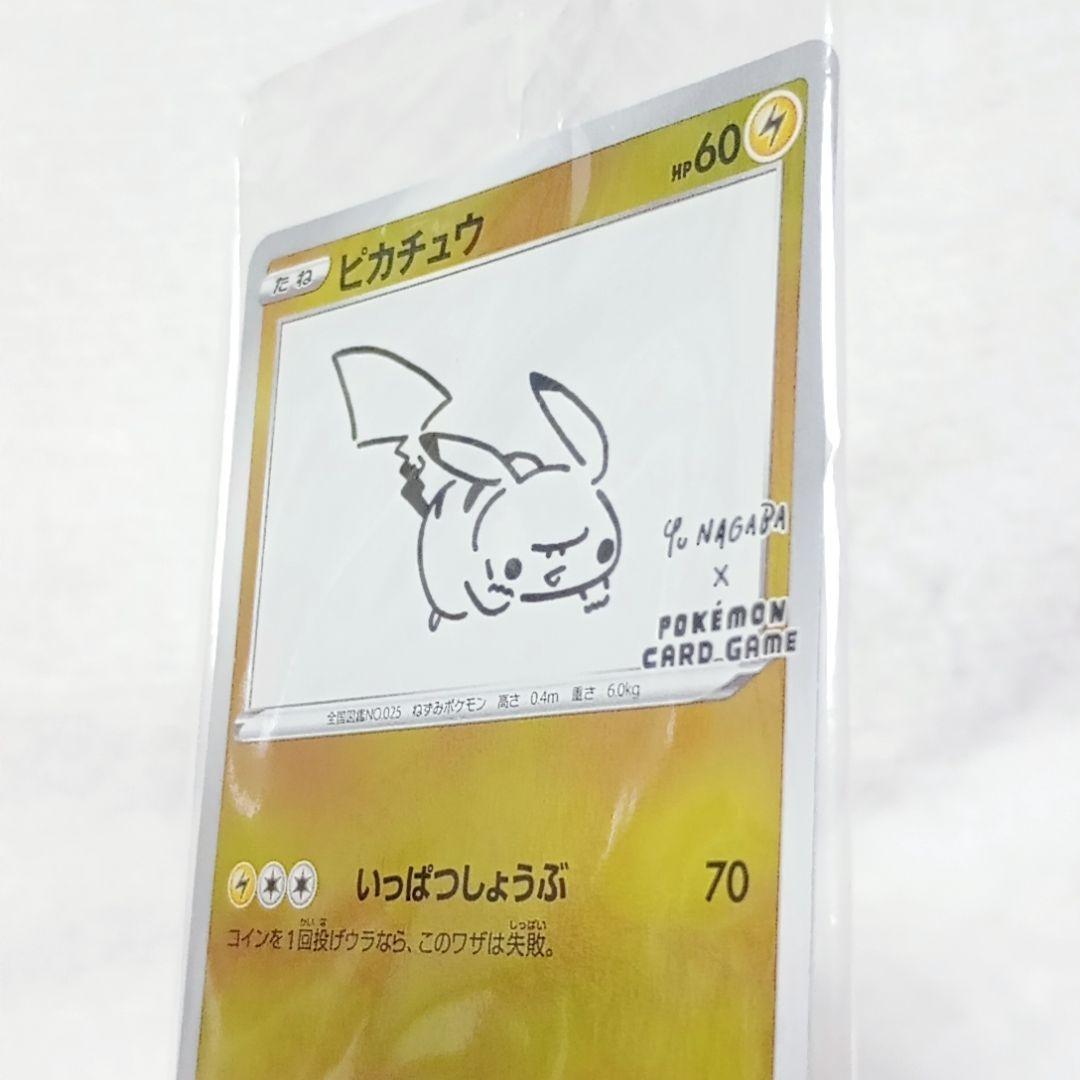 たね ピカチュウ HP60
Yu NAGABA
×
POKÉMON
CARD GAME
全国図鑑NO.025 ねずみポケモン 高さ 0.4m 重さ 6.0kg
いっぱつしょうぶ 70
コインを1回投げウラなら、このワザは失敗。